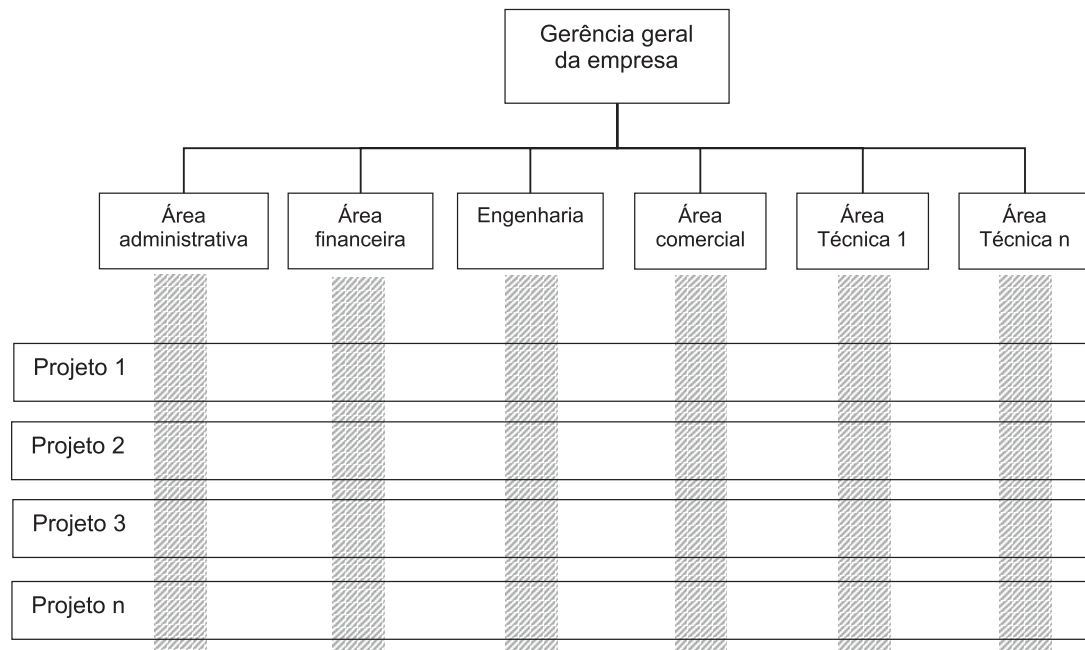 Gerência geral
da empresa
Área
administrativa
Área
financeira
Engenharia
Área
comercial
Área
Técnica 1
Área
Técnica n
Projeto 1
Projeto 2
Projeto 3
Projeto n